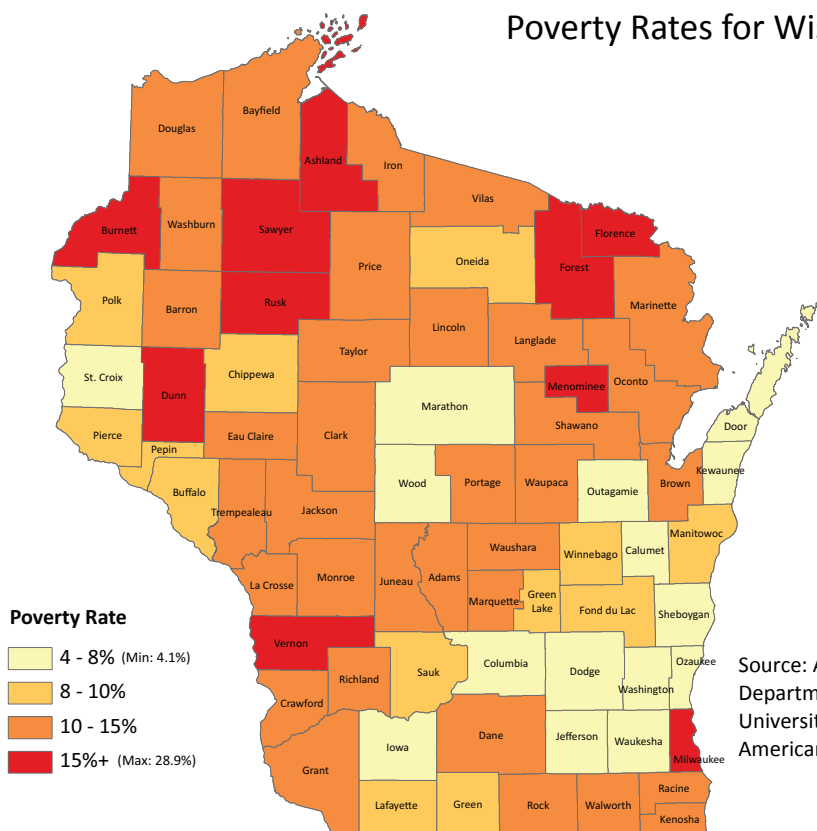 Poverty Rates for Wis
Douglas
Bayfield
Ashland
Iron
Vilas
Burnett
Washburn
Sawyer
Florence
Price
Oneida
Forest
Polk
Barron
Rusk
Marinette
Lincoln
Langlade
Taylor
St. Croix
Chippewa
Dunn
Menominee
Oconto
Marathon
Door
Pierce
Eau Claire
Clark
Shawano
Pepin
Kewaunee
Buffalo
Wood
Portage
Waupaca
Outagamie
Brown
Trempealeau
Jackson
Manitowoc
Waushara
Winnebago
Calumet
La Crosse
Monroe
Juneau
Adams
Marquette
Green
Lake
Fond du Lac
Sheboygan
Poverty Rate
4 - 8% (Min: 4.1%)
8 - 10%
10 - 15%
15%+ (Max: 28.9%)
Vernon
Richland
Sauk
Columbia
Dodge
Washington
Ozaukee
Crawford
Iowa
Dane
Jefferson
Waukesha
Milwaukee
Grant
Lafayette
Green
Rock
Walworth
Racine
Kenosha
Source: A
Departm
Universit
American